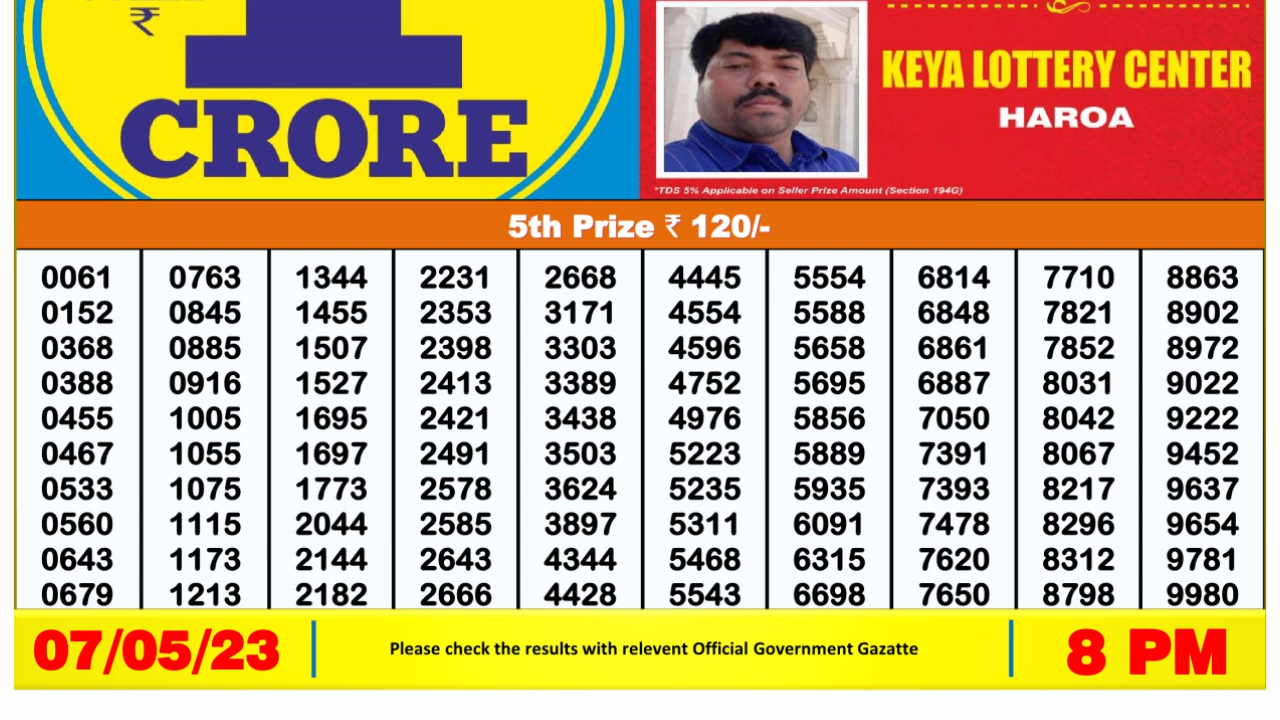 ₹
1
CRORE
KEYA LOTTERY CENTER
HAROA
*TDS 5% Applicable on Seller Prize Amount (Section 194G)
5th Prize ₹ 120/-
0061 0763 1344 2231 2668 4445 5554 6814 7710 8863
0152 0845 1455 2353 3171 4554 5588 6848 7821 8902
0368 0885 1507 2398 3303 4596 5658 6861 7852 8972
0388 0916 1527 2413 3389 4752 5695 6887 8031 9022
0455 1005 1695 2421 3438 4976 5856 7050 8042 9222
0467 1055 1697 2491 3503 5223 5889 7391 8067 9452
0533 1075 1773 2578 3624 5235 5935 7393 8217 9637
0560 1115 2044 2585 3897 5311 6091 7478 8296 9654
0643 1173 2144 2643 4344 5468 6315 7620 8312 9781
0679 1213 2182 2666 4428 5543 6698 7650 8798 9980
07/05/23
Please check the results with relevent Official Government Gazatte
8 PM